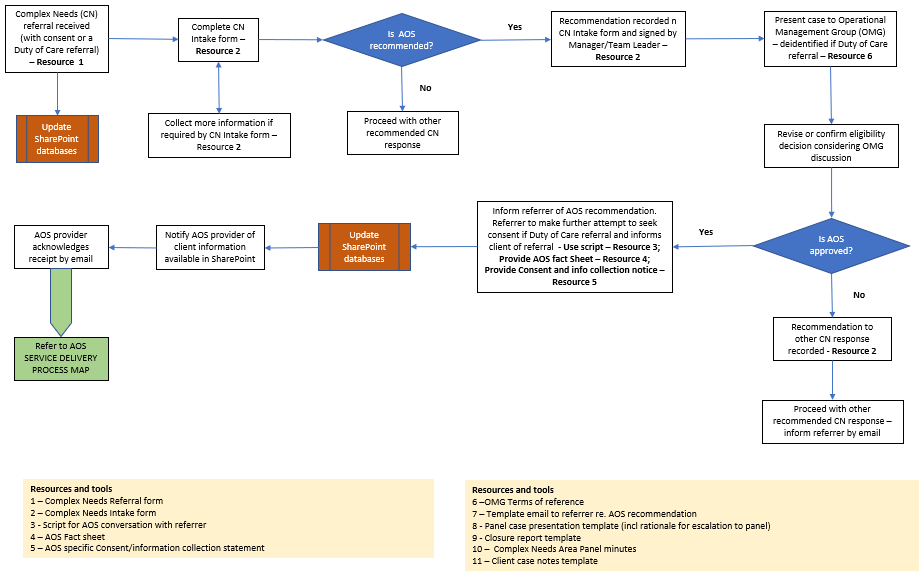 Complex Needs (CN)
referral received
(with consent or a
Duty of Care referral)
– Resource 1
Complete CN
Intake form –
Resource 2
Is AOS
recommended?
Yes
Recommendation recorded n
CN Intake form and signed by
Manager/Team Leader –
Resource 2
Present case to Operational
Management Group (OMG)
– deidentified if Duty of Care
referral – Resource 6
No
Update
SharePoint
databases
Collect more information if
required by CN Intake form –
Resource 2
Proceed with other
recommended CN
response
Revise or confirm eligibility
decision considering OMG
discussion
AOS provider
acknowledges
receipt by email
Notify AOS provider of
client information
available in SharePoint
Update
SharePoint
databases
Inform referrer of AOS recommendation.
Referrer to make further attempt to seek
consent if Duty of Care referral and informs
client of referral - Use script – Resource 3;
Provide AOS fact Sheet – Resource 4;
Provide Consent and info collection notice –
Resource 5
Yes
Is AOS
approved?
No
Refer to AOS
SERVICE DELIVERY
PROCESS MAP
Recommendation to
other CN response
recorded - Resource 2
Proceed with other
recommended CN response –
inform referrer by email
Resources and tools
1 – Complex Needs Referral form
2 – Complex Needs Intake form
3 - Script for AOS conversation with referrer
4 – AOS Fact sheet
5 – AOS specific Consent/information collection statement
Resources and tools
6 –OMG Terms of reference
7 – Template email to referrer re. AOS recommendation
8 - Panel case presentation template (incl rationale for escalation to panel)
9 - Closure report template
10 – Complex Needs Area Panel minutes
11 – Client case notes template